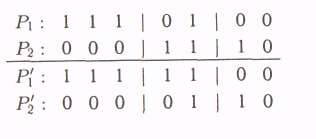 P₁ : 1 1 1 | 0 1 | 0 0
P₂ : 0 0 0 | 1 1 | 1 0
P₁′ : 1 1 1 | 1 1 | 0 0
P₂′ : 0 0 0 | 0 1 | 1 0